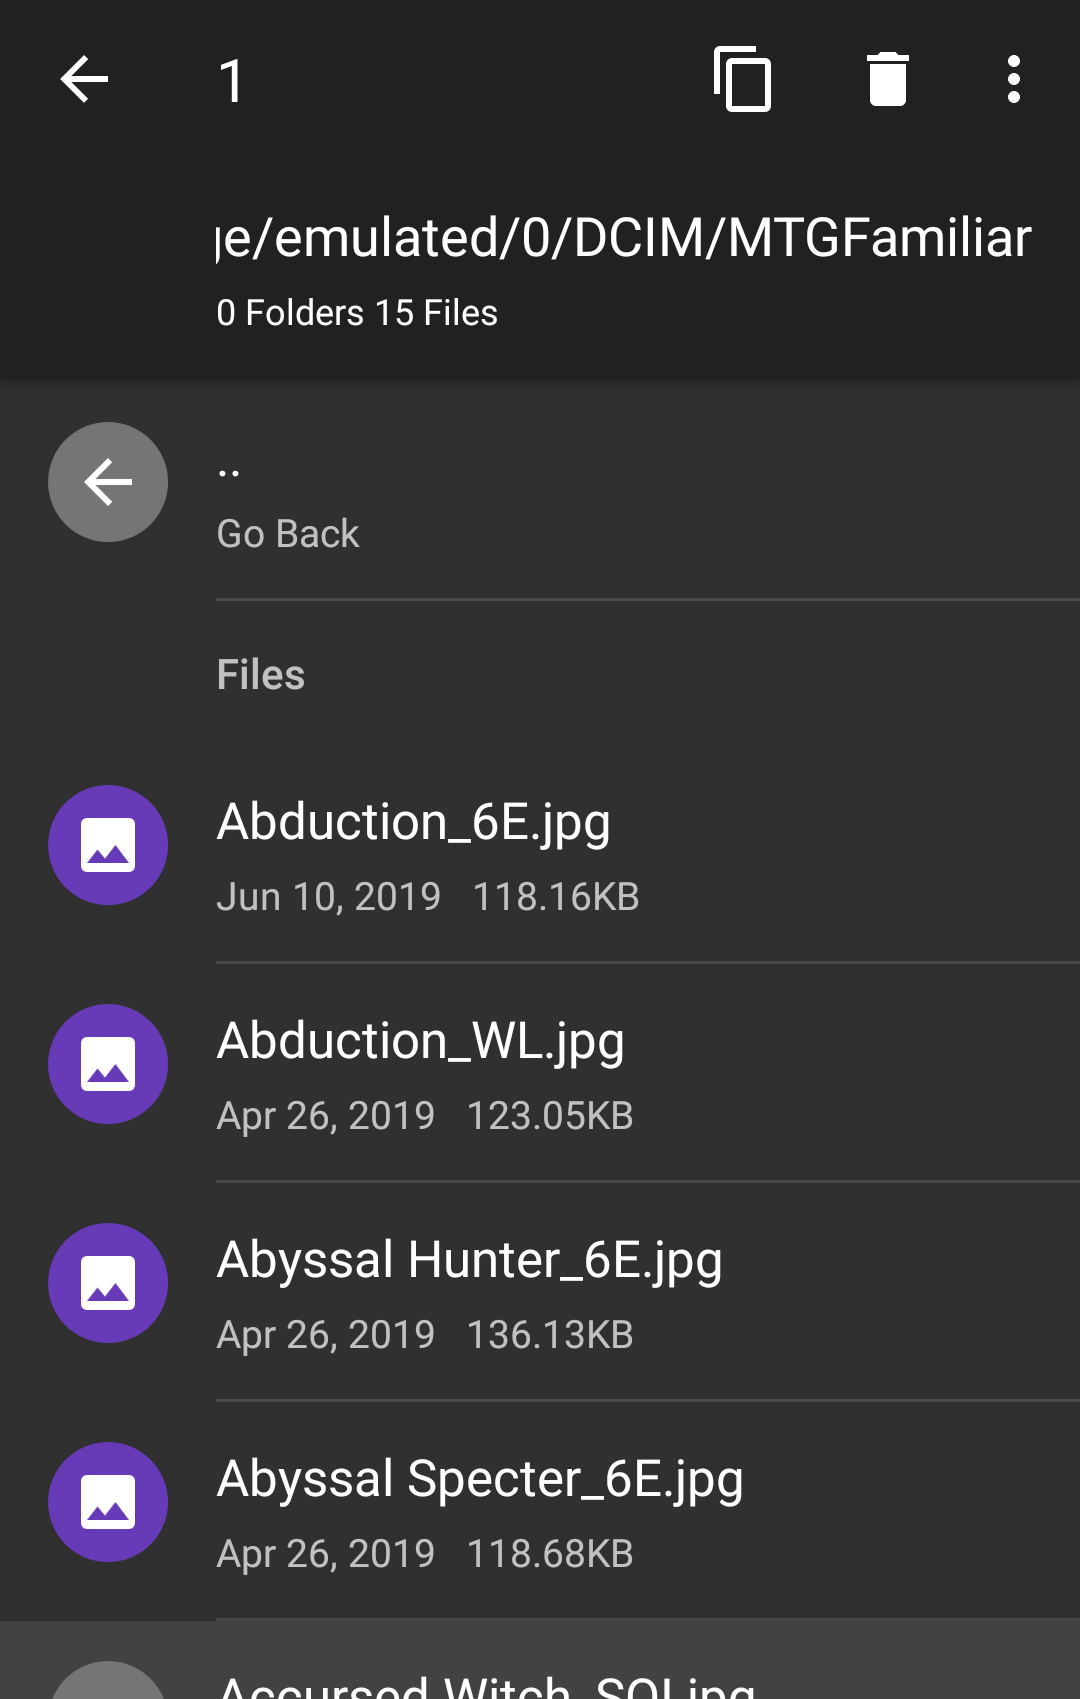 1
ge/emulated/0/DCIM/MTGFamiliar
0 Folders 15 Files
..
Go Back
Files
Abduction_6E.jpg
Jun 10, 2019 118.16KB
Abduction_WL.jpg
Apr 26, 2019 123.05KB
Abyssal Hunter_6E.jpg
Apr 26, 2019 136.13KB
Abyssal Specter_6E.jpg
Apr 26, 2019 118.68KB
Accursed Witch_SOI.jpg